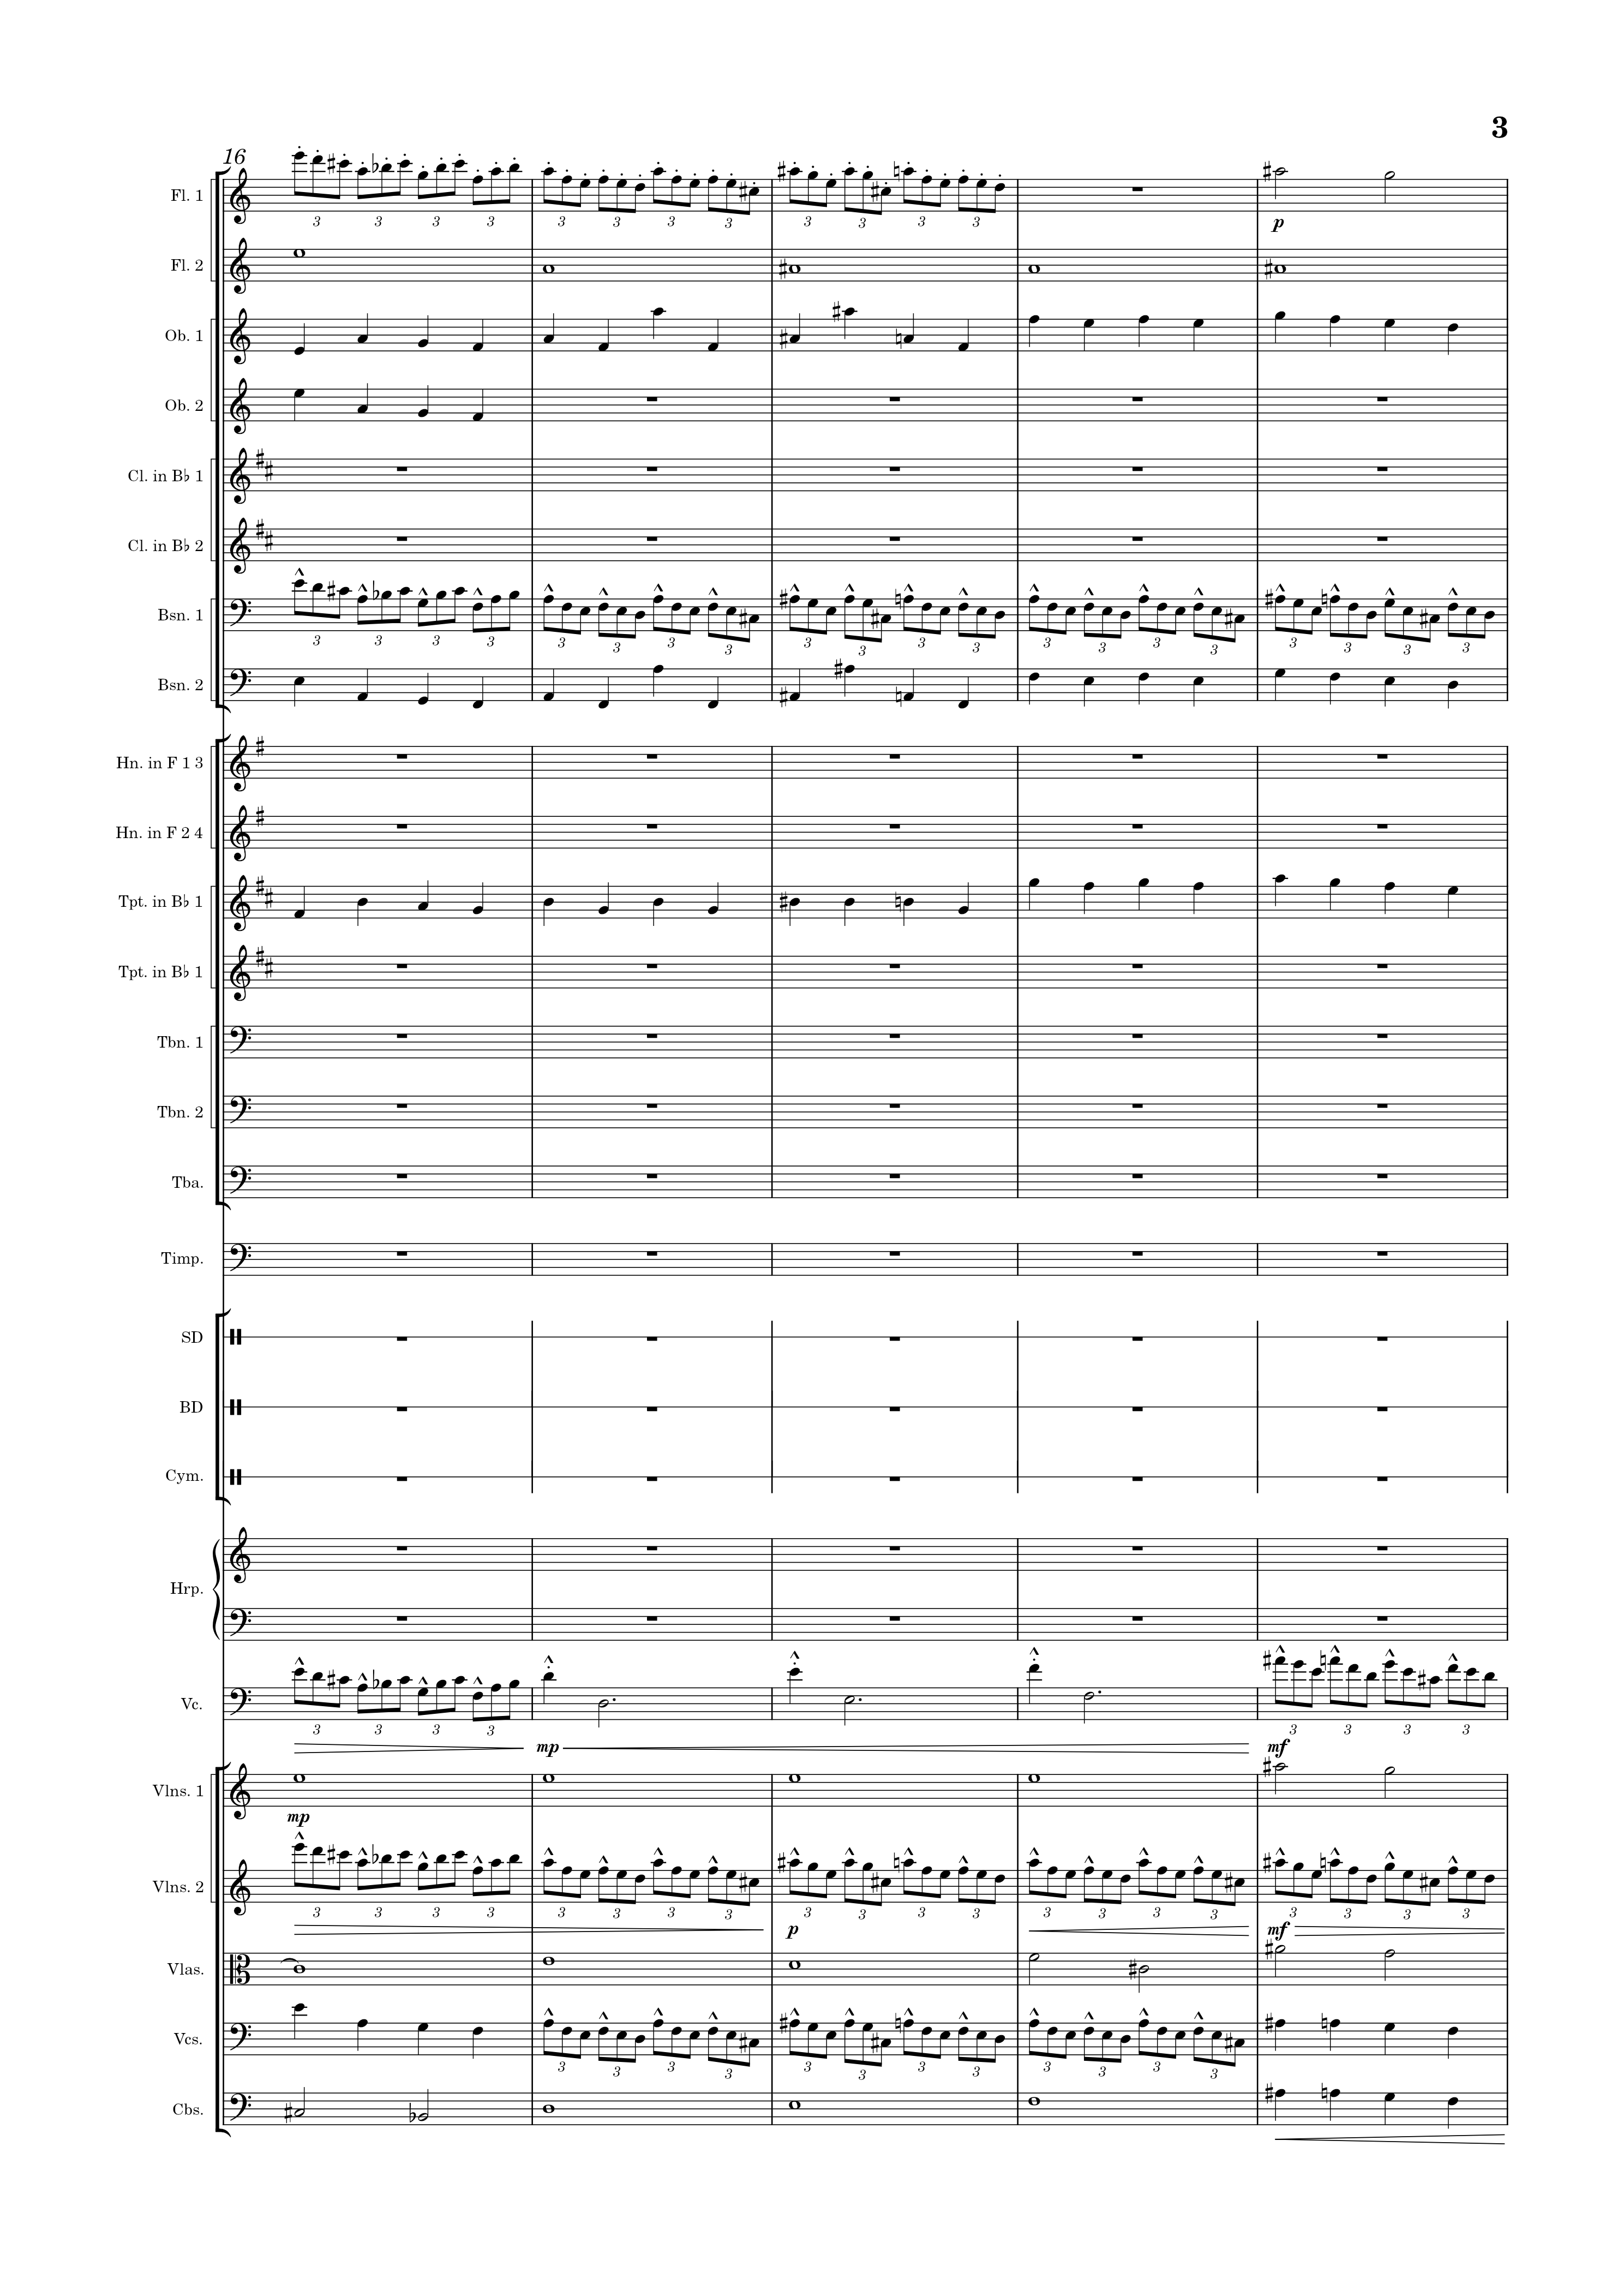 3
16
Fl. 1
3 3 3 3 3 3 3 3 3 3 3 3
p
Fl. 2
Ob. 1
Ob. 2
Cl. in B♭ 1
Cl. in B♭ 2
Bsn. 1
3 3 3 3 3 3 3 3 3 3 3 3 3 3 3 3 3 3 3 3
Bsn. 2
Hn. in F 1 3
Hn. in F 2 4
Tpt. in B♭ 1
Tpt. in B♭ 1
Tbn. 1
Tbn. 2
Tba.
Timp.
SD
BD
Cym.
Hrp.
Vc.
3 3 3 3 3 3 3 3
mp mf
Vlns. 1
mp
Vlns. 2
3 3 3 3 3 3 3 3 3 3 3 3 3 3 3 3 3 3 3 3
p mf
Vlas.
Vcs.
3 3 3 3 3 3 3 3 3 3 3 3
Cbs.